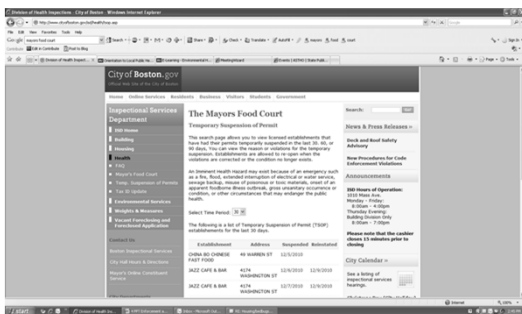 Division of Health Inspections - City of Boston - Windows Internet Explorer
File Edit View Favorites Tools Help
Google mayors food court
City of Boston.gov
Official Web Site of the City of Boston
Home Online Services Residents Business Visitors Students Government
Inspectional Services
Department
ISD Home
Building
Housing
Health
FAQ
Mayor's Food Court
Temp. Suspension of Permits
Environmental Services
Weights & Measures
Vacant Foreclosing and
Foreclosed Application
Contact Us
Boston Inspectional Services
City Hall Hours & Directions
Mayor's Online Constituent
Service
The Mayors Food Court
Temporary Suspension of Permit
The search page allows you to view licensed establishments that
have had their permits temporarily suspended in the last 30, 60, or
90 days. You can view the reason or violations for the temporary
suspension. Establishments are allowed to re-open when the
violations are corrected or the condition no longer exists.
An Imminent Health Hazard may exist because of an emergency such
as a fire, flood, extended interruption of electrical or water service,
sewage backup, misuse of poisonous or toxic materials, onset of an
apparent foodborne illness outbreak, gross unsanitary occurrence or
condition, or other circumstances that may endanger the public
health.
Select Time Period: 30
The following is a list of Temporary Suspension of Permit (TSOP)
establishments for the last 30 days.
Establishment Address Suspended Reinstated
CHINA BO CHINESE FAST FOOD 49 WARREN ST 12/5/2010
JAZZ CAFE & BAR 4174 WASHINGTON ST 12/6/2010 12/9/2010
JAZZ CAFE & BAR 4174 WASHINGTON ST 12/7/2010 12/9/2010
Search:
News & Press Releases »
Deck and Roof Safety
Advisory
New Procedures for Code
Enforcement Violations
Announcements
ISD Hours of Operation:
1010 Mass Ave.
Monday - Friday:
8:00am - 4:00pm
Thursday Evening:
Building Division Only
8:00am - 7:00pm
Please note that the cashier
closes 15 minutes prior to
closing
City Calendar »
See a listing of
inspectional services
hearings.
Internet
start